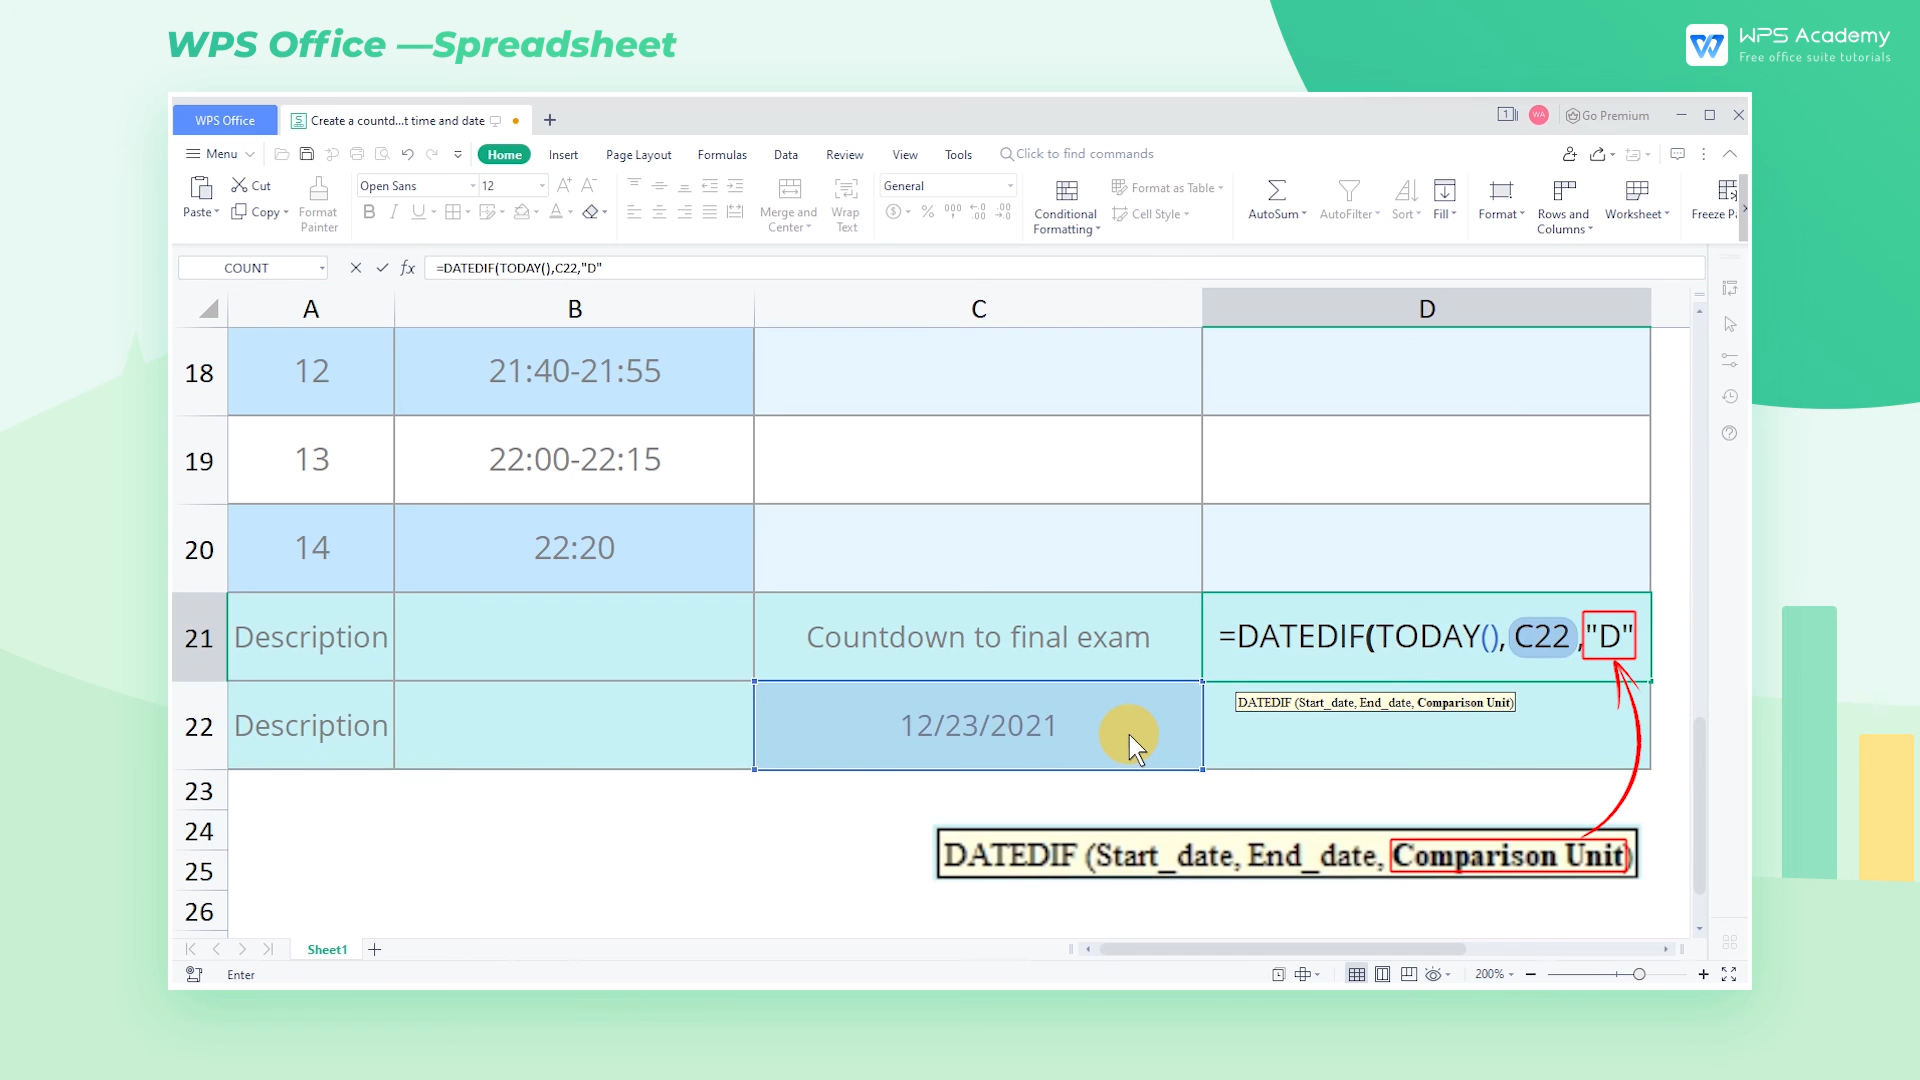 WPS Office —Spreadsheet
WPS Academy
Free office suite tutorials
WPS Office
Create a countd...t time and date
WA
Go Premium
Menu
Home
Insert
Page Layout
Formulas
Data
Review
View
Tools
Click to find commands
Paste
Cut
Copy
Format Painter
Open Sans
12
Merge and Center
Wrap Text
General
Conditional Formatting
Format as Table
Cell Style
AutoSum
AutoFilter
Sort
Fill
Format
Rows and Columns
Worksheet
Freeze P
COUNT
=DATEDIF(TODAY(),C22,"D"
A B C D
18 12 21:40-21:55
19 13 22:00-22:15
20 14 22:20
21 Description Countdown to final exam =DATEDIF(TODAY(), C22 ,"D"
DATEDIF (Start_date, End_date, Comparison Unit)
22 Description 12/23/2021
23
24
DATEDIF (Start_date, End_date, Comparison Unit)
25
26
Sheet1
Enter
200%